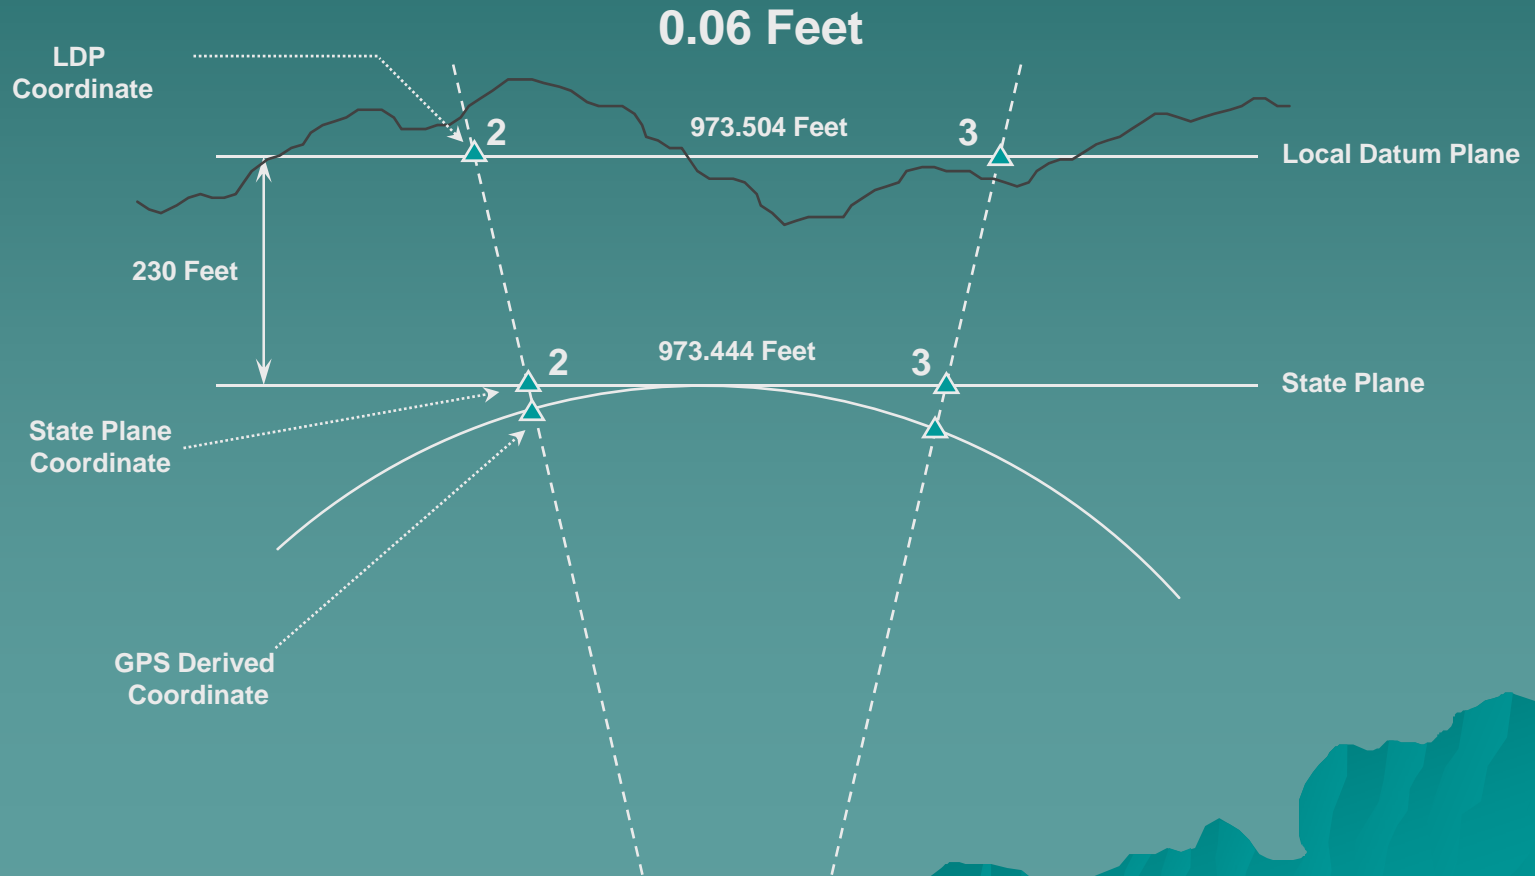 0.06 Feet
LDP
Coordinate
2
973.504 Feet
3
Local Datum Plane
230 Feet
2
973.444 Feet
3
State Plane
State Plane
Coordinate
GPS Derived
Coordinate